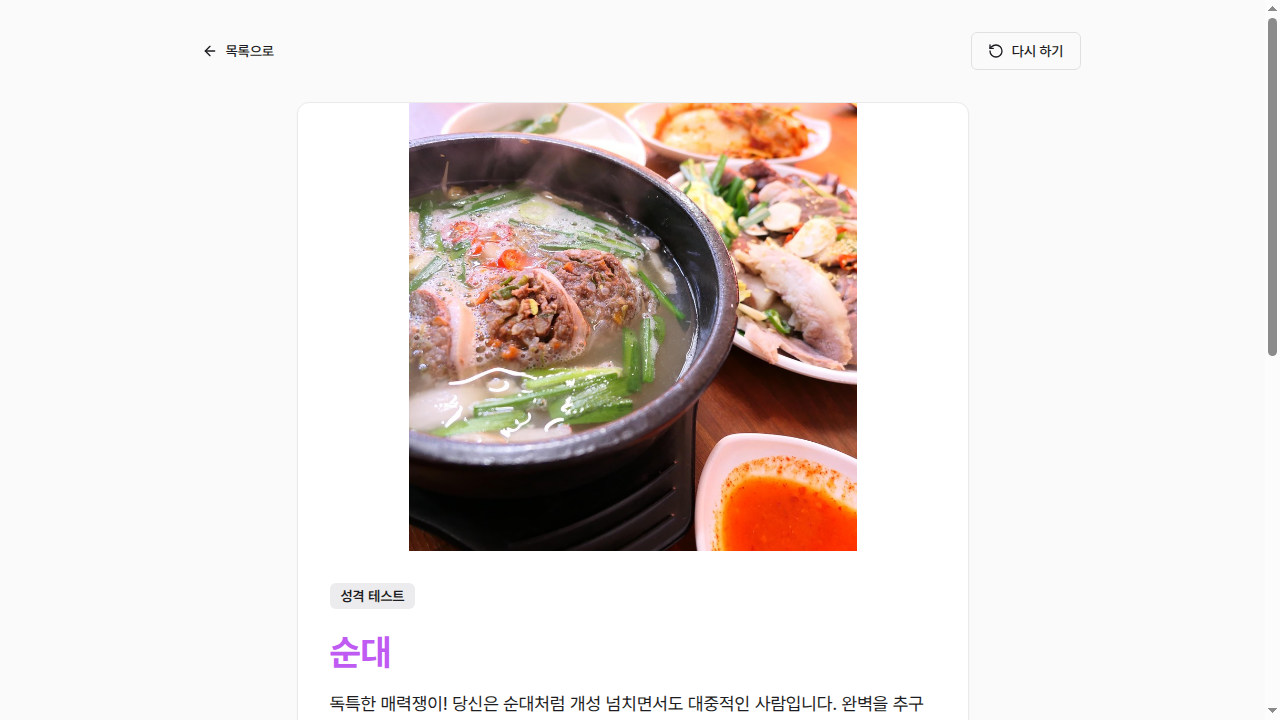 목록으로
다시 하기
성격 테스트
순대
독특한 매력쟁이! 당신은 순대처럼 개성 넘치면서도 대중적인 사람입니다. 완벽을 추구